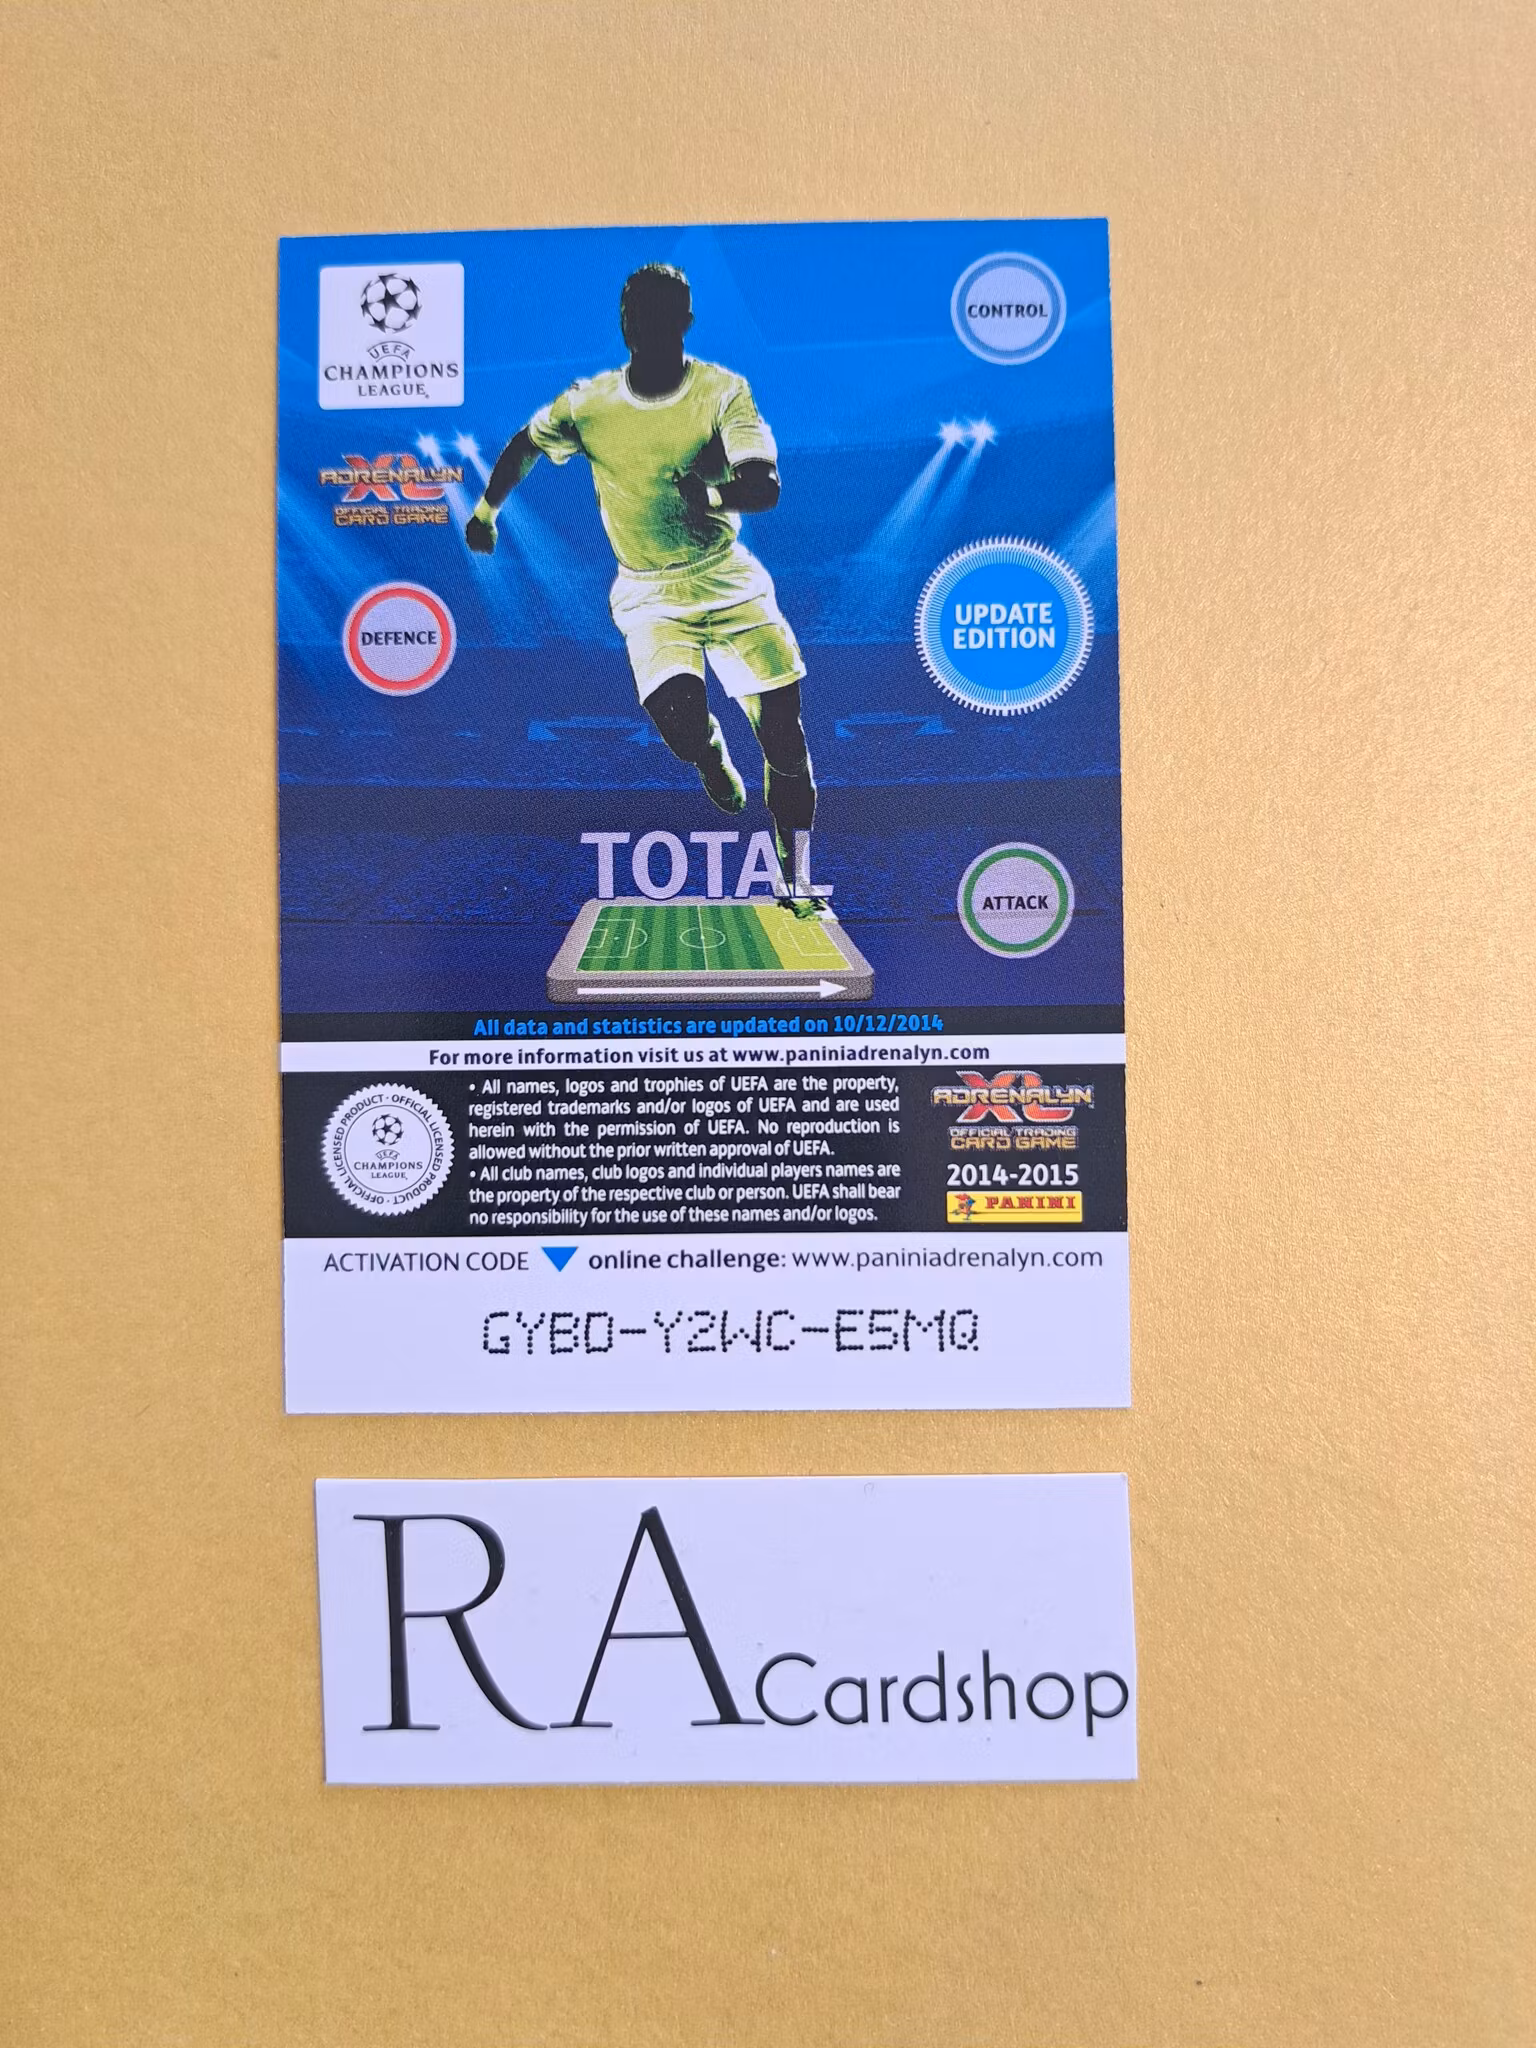 UEFA
CHAMPIONS
LEAGUE
CONTROL
ADRENALYN
XL
OFFICIAL TRADING
CARD GAME
DEFENCE
UPDATE
EDITION
TOTAL
ATTACK
All data and statistics are updated on 10/12/2014
For more information visit us at www.paniniadrenalyn.com
OFFICIAL LICENSED PRODUCT · OFFICIAL LICENSED PRODUCT ·
UEFA
CHAMPIONS
LEAGUE
• All names, logos and trophies of UEFA are the property,
registered trademarks and/or logos of UEFA and are used
herein with the permission of UEFA. No reproduction is
allowed without the prior written approval of UEFA.
• All club names, club logos and individual players names are
the property of the respective club or person. UEFA shall bear
no responsibility for the use of these names and/or logos.
ADRENALYN
XL
OFFICIAL TRADING
CARD GAME
2014-2015
PANINI
ACTIVATION CODE online challenge: www.paniniadrenalyn.com
GYBD-Y2WC-E5MQ
RA Cardshop